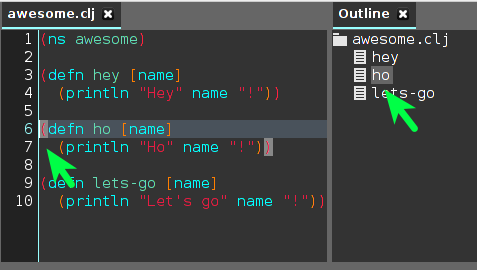 awesome.clj ×
Outline ×
1 (ns awesome)
2
3 (defn hey [name]
4   (println "Hey" name "!"))
5
6 (defn ho [name]
7   (println "Ho" name "!"))
8
9 (defn lets-go [name]
10   (println "Let's go" name "!"))
awesome.clj
hey
ho
lets-go